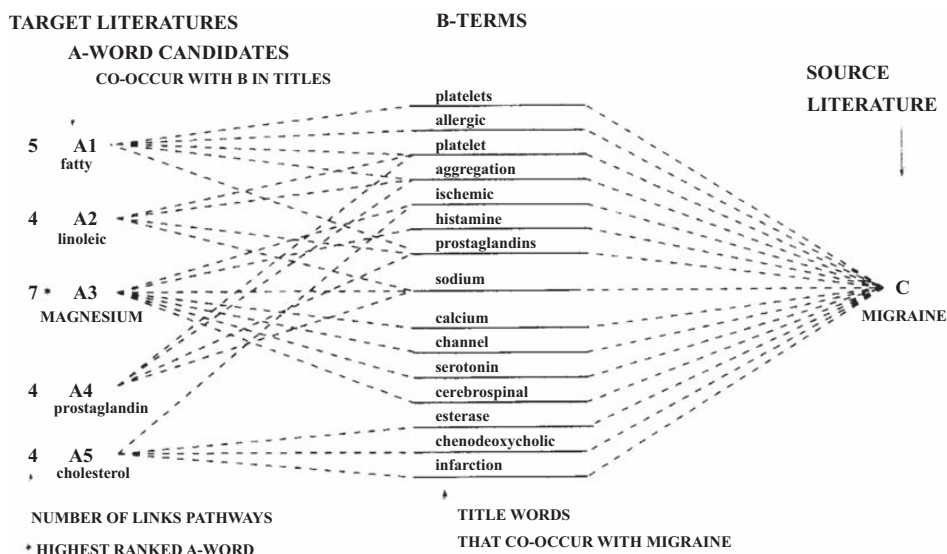 TARGET LITERATURES
A-WORD CANDIDATES
CO-OCCUR WITH B IN TITLES
5 A1
fatty
4 A2
linoleic
7 * A3
MAGNESIUM
4 A4
prostaglandin
4 A5
cholesterol
NUMBER OF LINKS PATHWAYS
* HIGHEST RANKED A-WORD
B-TERMS
platelets
allergic
platelet
aggregation
ischemic
histamine
prostaglandins
sodium
calcium
channel
serotonin
cerebrospinal
esterase
chenodeoxycholic
infarction
TITLE WORDS
THAT CO-OCCUR WITH MIGRAINE
SOURCE
LITERATURE
C
MIGRAINE